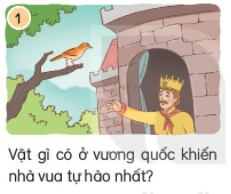 1
Vật gì có ở vương quốc khiến
nhà vua tự hào nhất?